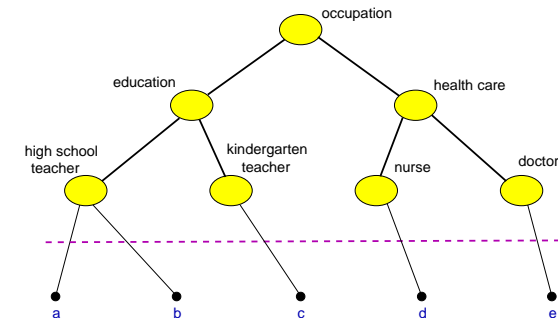 occupation
education
health care
high school
teacher
kindergarten
teacher
nurse
doctor
a
b
c
d
e